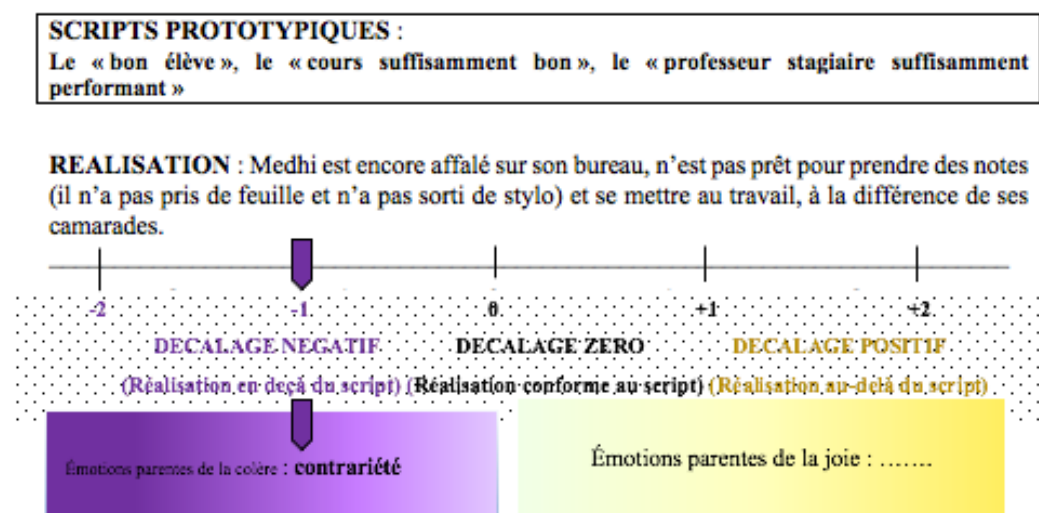 SCRIPTS PROTOTYPIQUES :
Le « bon élève », le « cours suffisamment bon », le « professeur stagiaire suffisamment
performant »
REALISATION : Medhi est encore affalé sur son bureau, n'est pas prêt pour prendre des notes
(il n'a pas pris de feuille et n'a pas sorti de stylo) et se mettre au travail, à la différence de ses
camarades.
-2 -1 0 +1 +2
DECALAGE NEGATIF DECALAGE ZERO DECALAGE POSITIF
(Réalisation en deçà du script) (Réalisation conforme au script) (Réalisation au-delà du script)
Émotions parentes de la colère : contrariété
Émotions parentes de la joie : .......